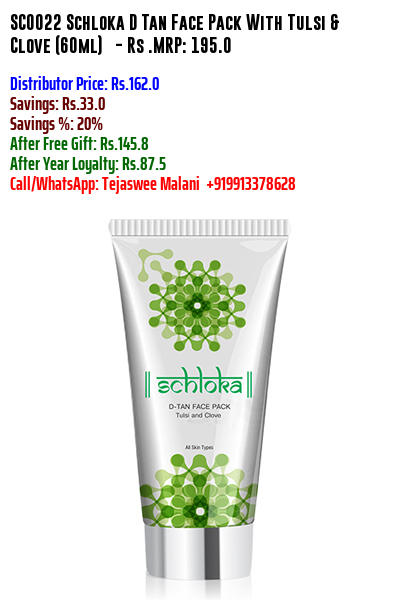 SC0022 Schloka D Tan Face Pack With Tulsi &
Clove (60ml) - Rs .MRP: 195.0
Distributor Price: Rs.162.0
Savings: Rs.33.0
Savings %: 20%
After Free Gift: Rs.145.8
After Year Loyalty: Rs.87.5
Call/WhatsApp: Tejaswee Malani +919913378628
schloka
D-TAN FACE PACK
Tulsi and Clove
All Skin Types